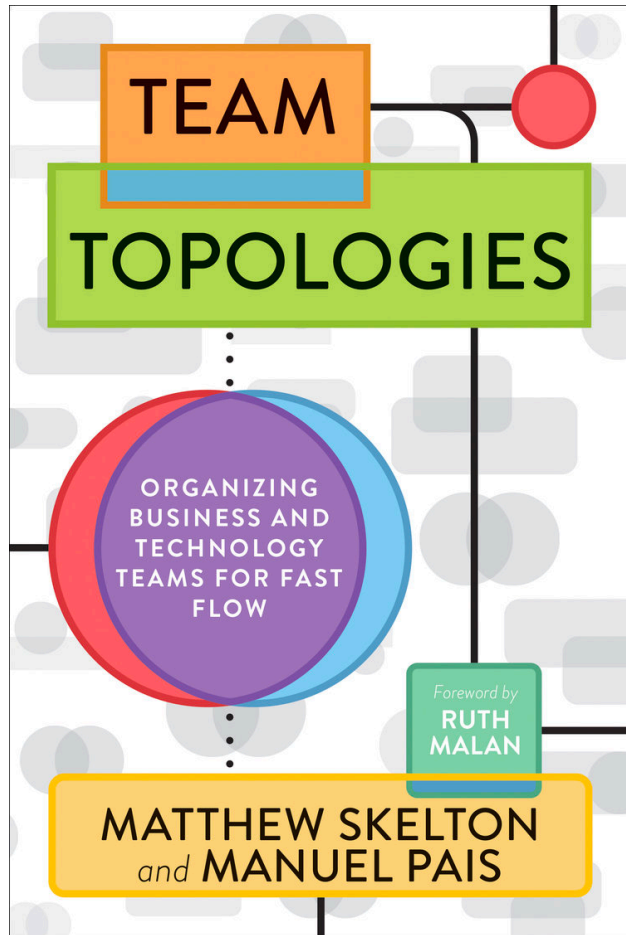 TEAM
TOPOLOGIES
ORGANIZING
BUSINESS AND
TECHNOLOGY
TEAMS FOR FAST
FLOW
Foreword by
RUTH
MALAN
MATTHEW SKELTON
and MANUEL PAIS